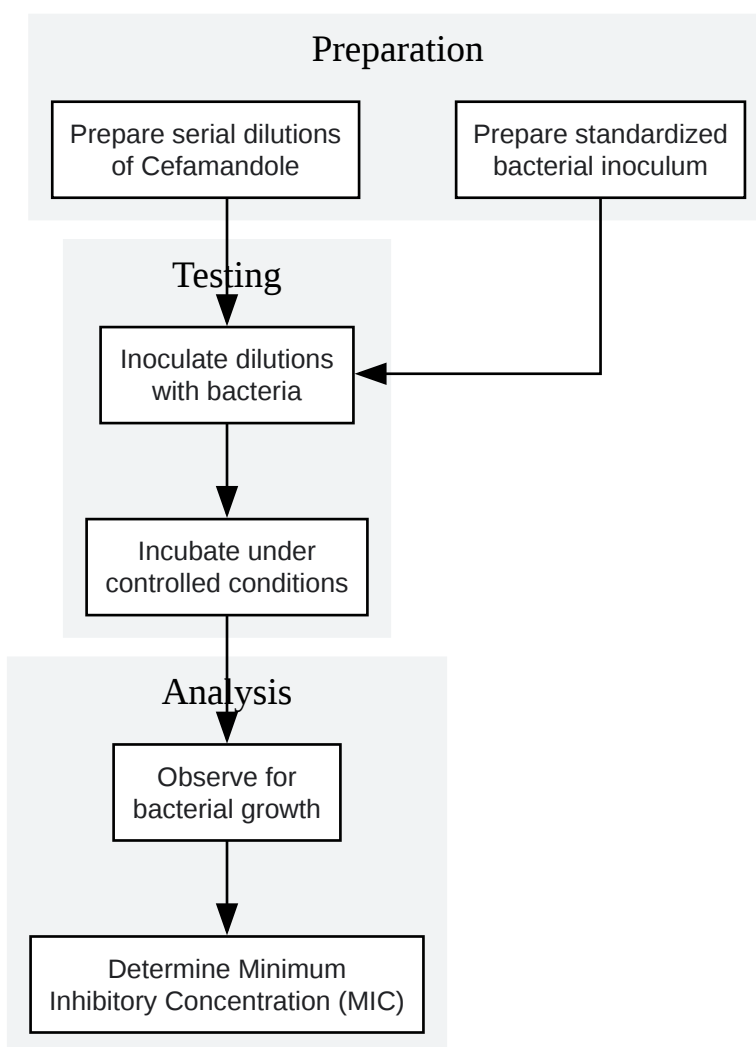 Preparation
Prepare serial dilutions
of Cefamandole
Prepare standardized
bacterial inoculum
Testing
Inoculate dilutions
with bacteria
Incubate under
controlled conditions
Analysis
Observe for
bacterial growth
Determine Minimum
Inhibitory Concentration (MIC)